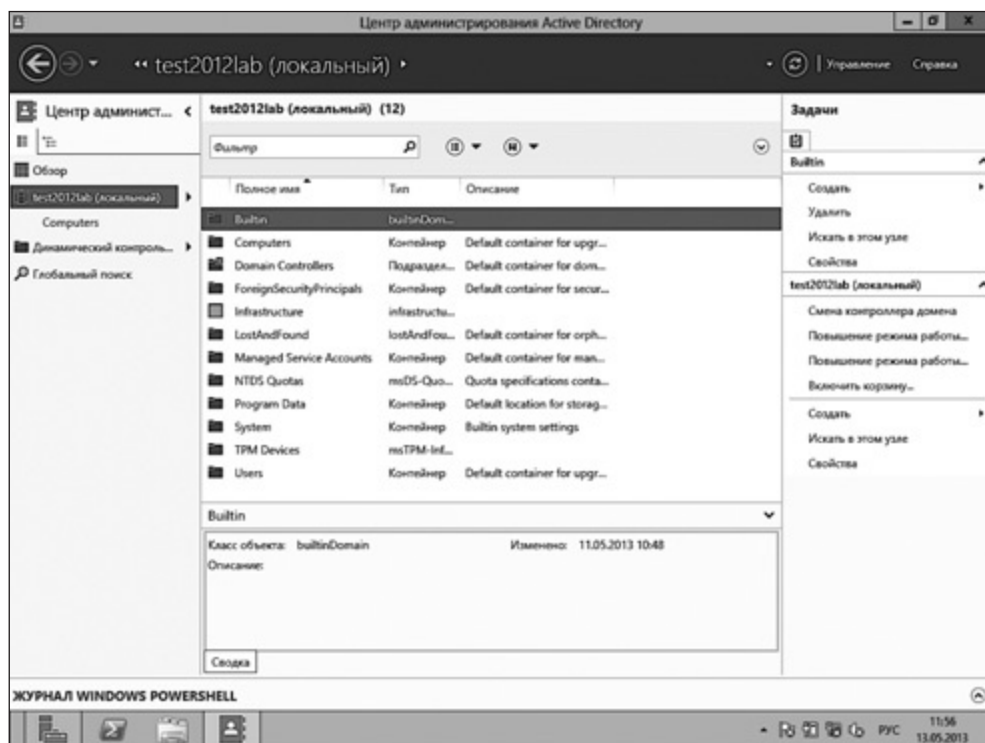 Центр администрирования Active Directory
test2012lab (локальный)
Управление Справка
Центр админист...
Обзор
test2012lab (локальный)
Computers
Динамический контроль...
Глобальный поиск
test2012lab (локальный) (12)
Фильтр
Полное имя Тип Описание
Builtin builtinDom...
Computers Контейнер Default container for upgr...
Domain Controllers Подраздел... Default container for dom...
ForeignSecurityPrincipals Контейнер Default container for secur...
Infrastructure infrastructu...
LostAndFound lostAndFou... Default container for orph...
Managed Service Accounts Контейнер Default container for man...
NTDS Quotas msDS-Quo... Quota specifications conta...
Program Data Контейнер Default location for storag...
System Контейнер Builtin system settings
TPM Devices msTPM-Inf...
Users Контейнер Default container for upgr...
Builtin
Класс объекта: builtinDomain Изменено: 11.05.2013 10:48
Описание:
Сводка
Задачи
Builtin
Создать
Удалить
Искать в этом узле
Свойства
test2012lab (локальный)
Смена контроллера домена
Повышение режима работы...
Повышение режима работы...
Включить корзину...
Создать
Искать в этом узле
Свойства
ЖУРНАЛ WINDOWS POWERSHELL
РУС 11:56
13.05.2013